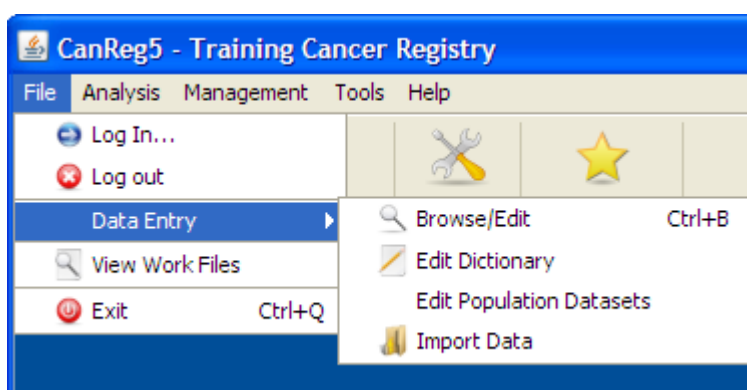 CanReg5 - Training Cancer Registry
File Analysis Management Tools Help
Log In...
Log out
Data Entry
View Work Files
Exit Ctrl+Q
Browse/Edit Ctrl+B
Edit Dictionary
Edit Population Datasets
Import Data